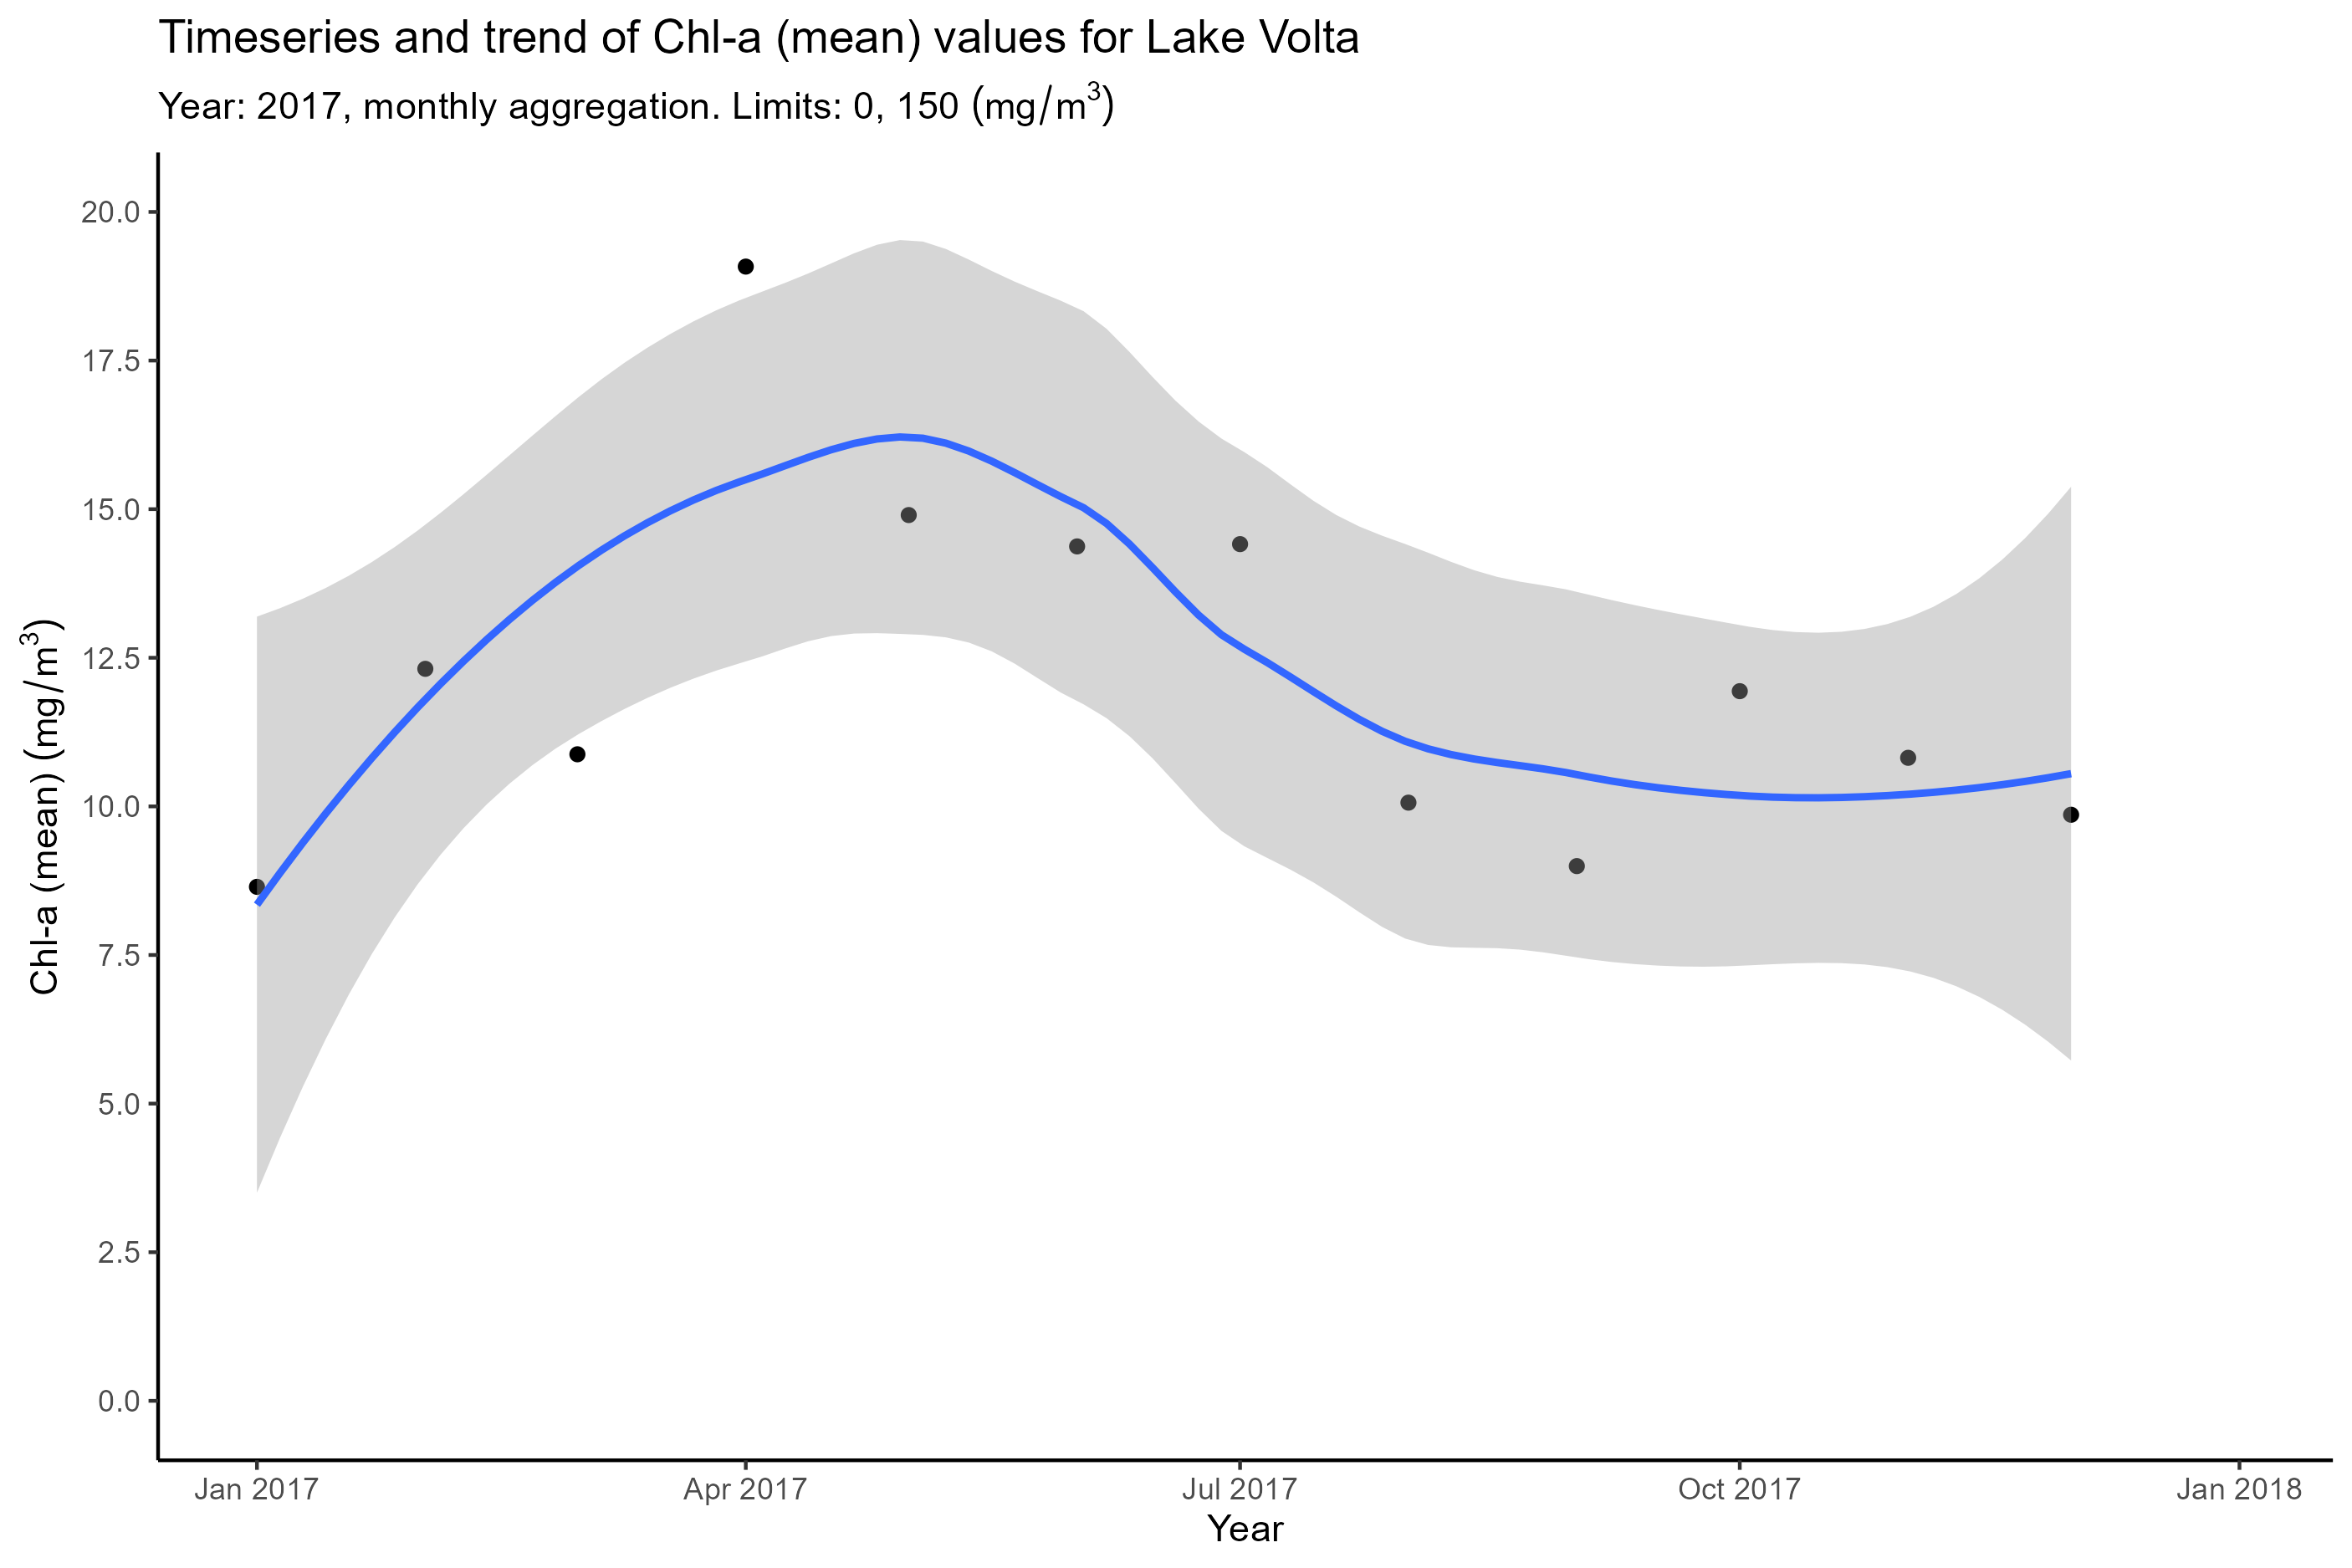 Timeseries and trend of Chl-a (mean) values for Lake Volta
Year: 2017, monthly aggregation. Limits: 0, 150 (mg/m³)
20.0
17.5
15.0
12.5
10.0
7.5
5.0
2.5
0.0
Chl-a (mean) (mg/m³)
Jan 2017 Apr 2017 Jul 2017 Oct 2017 Jan 2018
Year